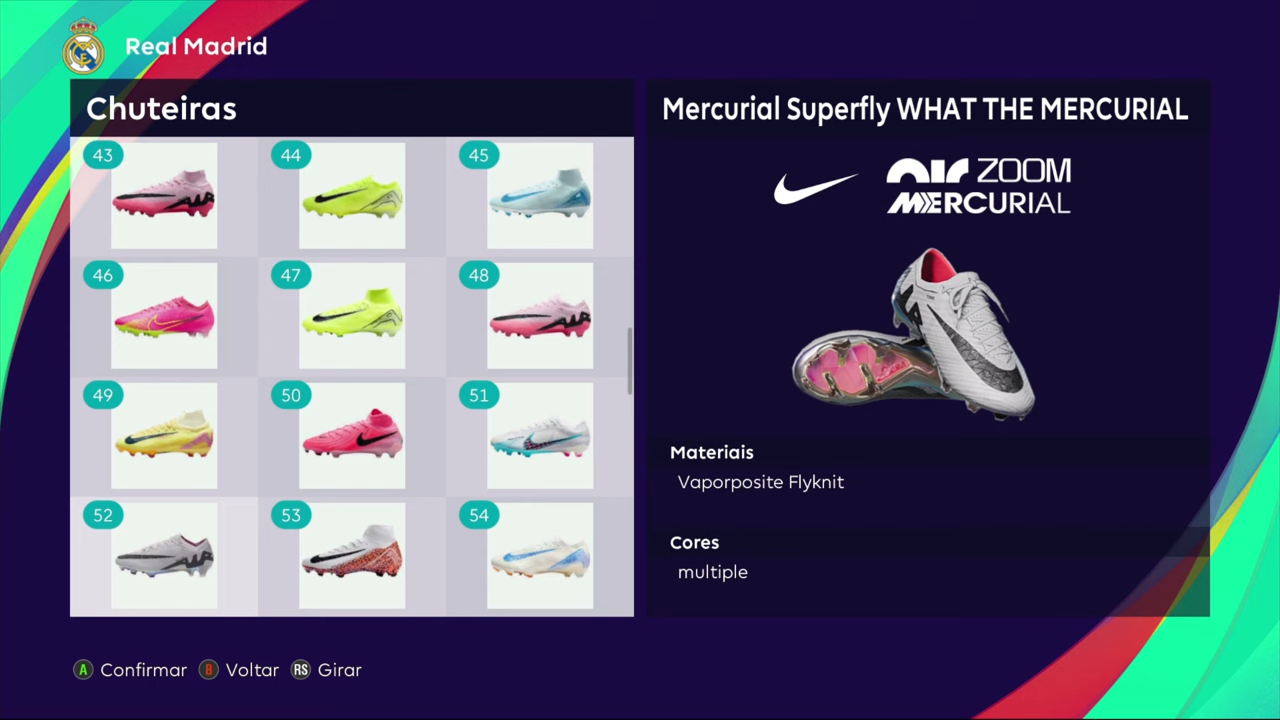 Real Madrid
Chuteiras
43
44
45
46
47
48
49
50
51
52
53
54
Mercurial Superfly WHAT THE MERCURIAL
air ZOOM
MERCURIAL
Materiais
Vaporposite Flyknit
Cores
multiple
A Confirmar B Voltar RS Girar